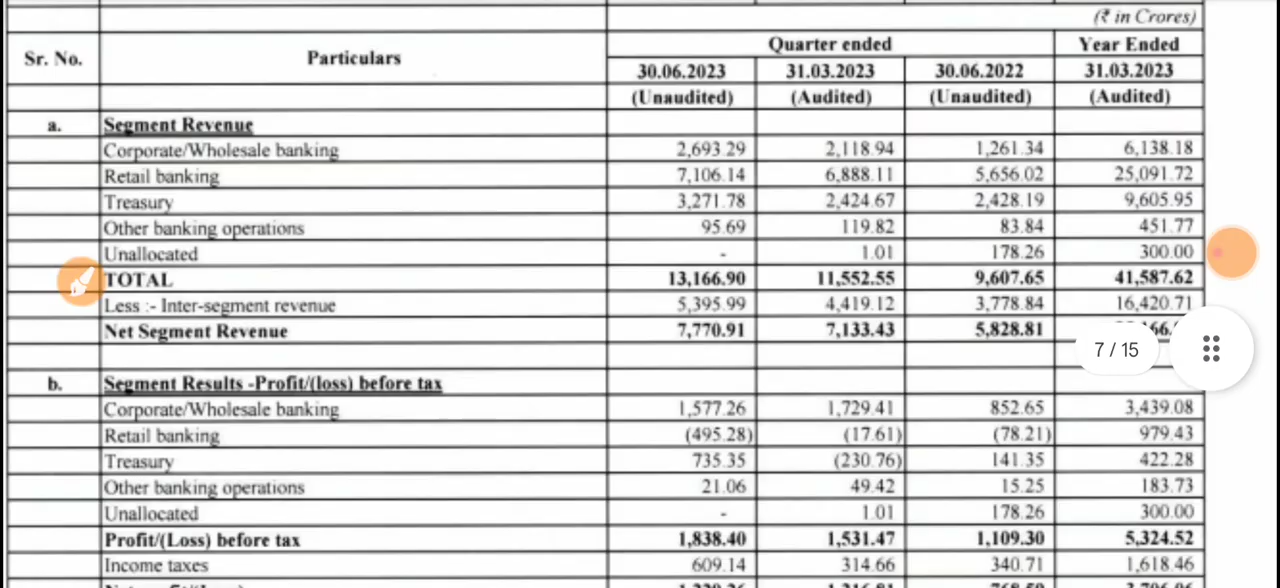 (₹ in Crores)
Sr. No. Particulars Quarter ended Year Ended
30.06.2023 31.03.2023 30.06.2022 31.03.2023
(Unaudited) (Audited) (Unaudited) (Audited)
a. Segment Revenue
Corporate/Wholesale banking 2,693.29 2,118.94 1,261.34 6,138.18
Retail banking 7,106.14 6,888.11 5,656.02 25,091.72
Treasury 3,271.78 2,424.67 2,428.19 9,605.95
Other banking operations 95.69 119.82 83.84 451.77
Unallocated - 1.01 178.26 300.00
TOTAL 13,166.90 11,552.55 9,607.65 41,587.62
Less :- Inter-segment revenue 5,395.99 4,419.12 3,778.84 16,420.71
Net Segment Revenue 7,770.91 7,133.43 5,828.81
7 / 15
b. Segment Results -Profit/(loss) before tax
Corporate/Wholesale banking 1,577.26 1,729.41 852.65 3,439.08
Retail banking (495.28) (17.61) (78.21) 979.43
Treasury 735.35 (230.76) 141.35 422.28
Other banking operations 21.06 49.42 15.25 183.73
Unallocated - 1.01 178.26 300.00
Profit/(Loss) before tax 1,838.40 1,531.47 1,109.30 5,324.52
Income taxes 609.14 314.66 340.71 1,618.46